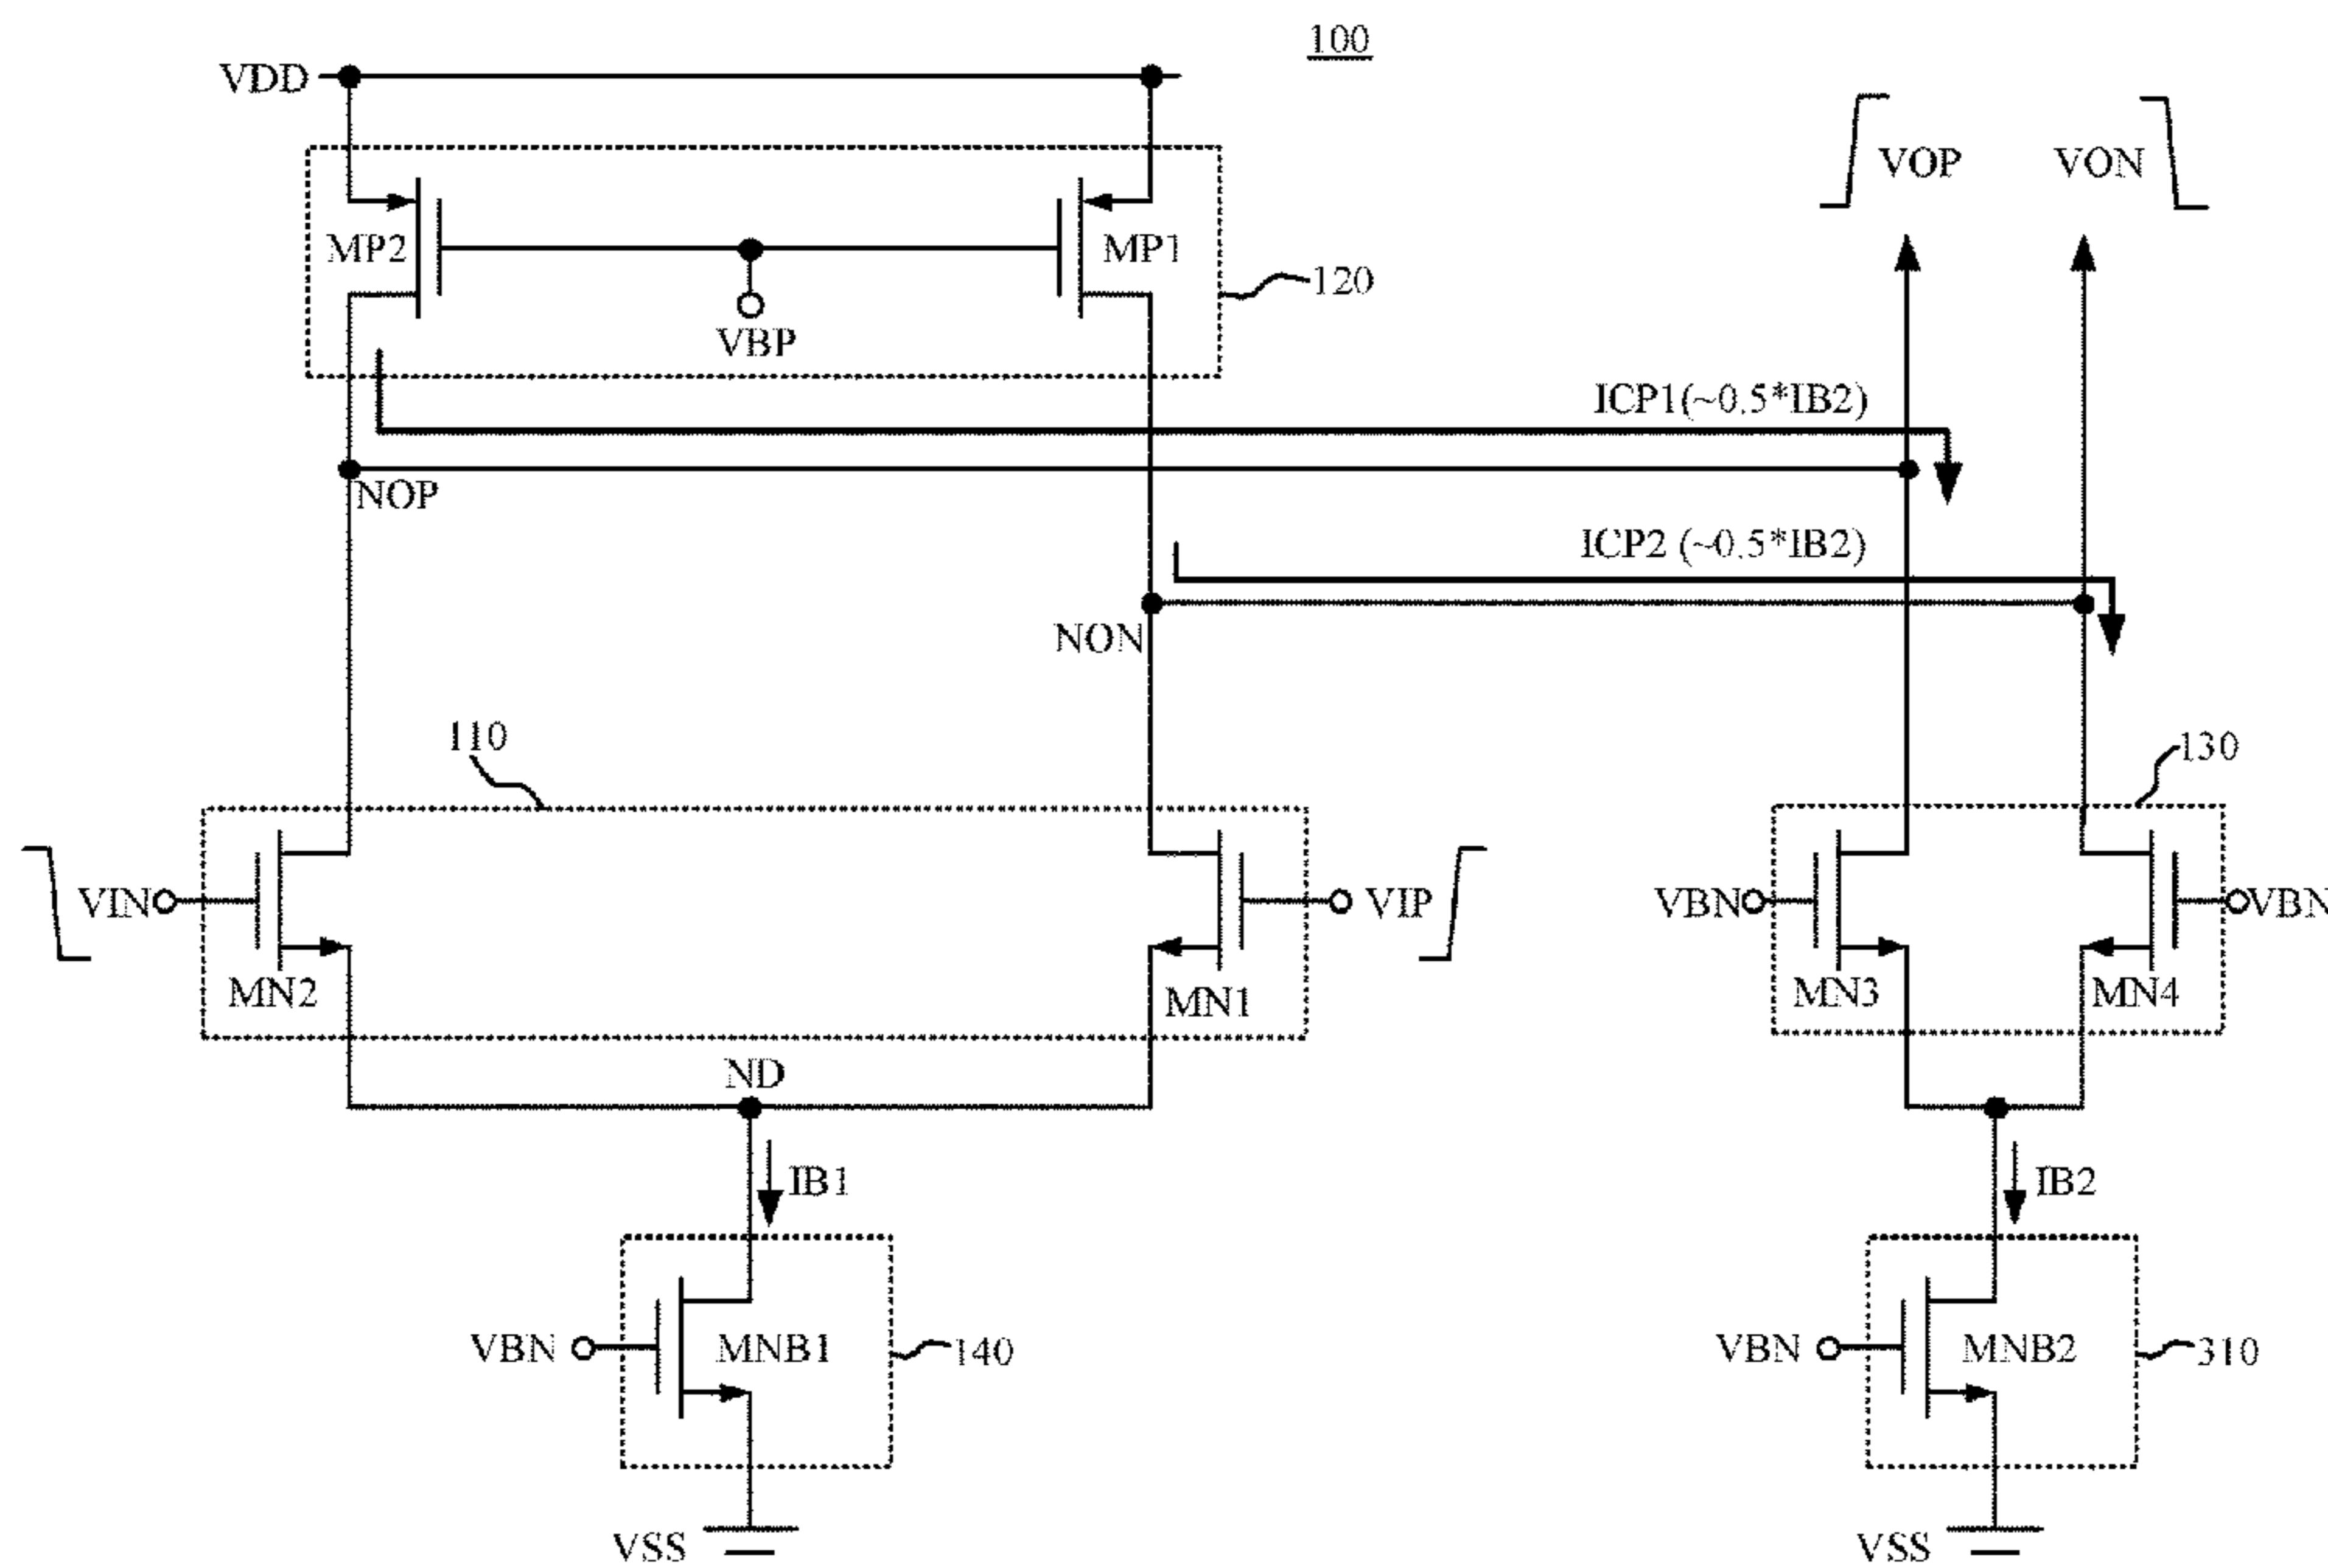 100
VDD
VOP
VON
MP2
MP1
120
VBP
ICP1(~0.5*IB2)
NOP
ICP2 (~0.5*IB2)
NON
110
130
VIN
VIP
VBN
VBN
MN2
MN1
MN3
MN4
ND
IB1
IB2
VBN
MNB1
140
VBN
MNB2
310
VSS
VSS